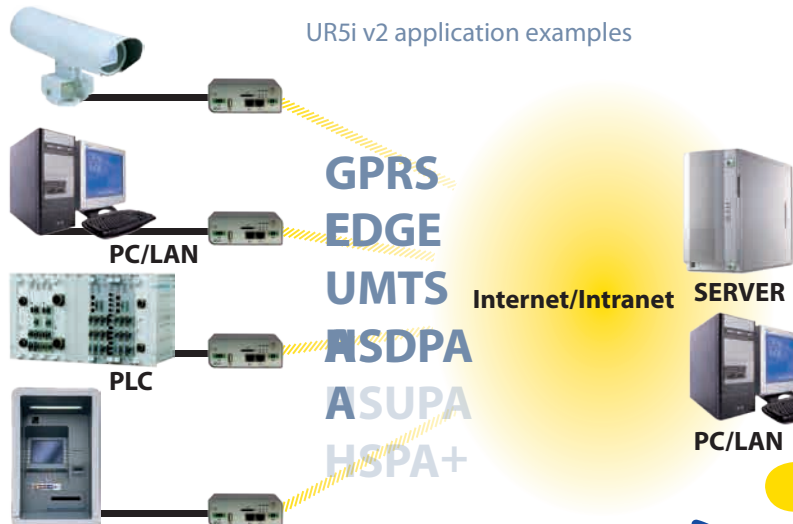 UR5i v2 application examples
GPRS
EDGE
PC/LAN
UMTS
Internet/Intranet
SERVER
HSDPA
PLC
HSUPA
PC/LAN
HSPA+